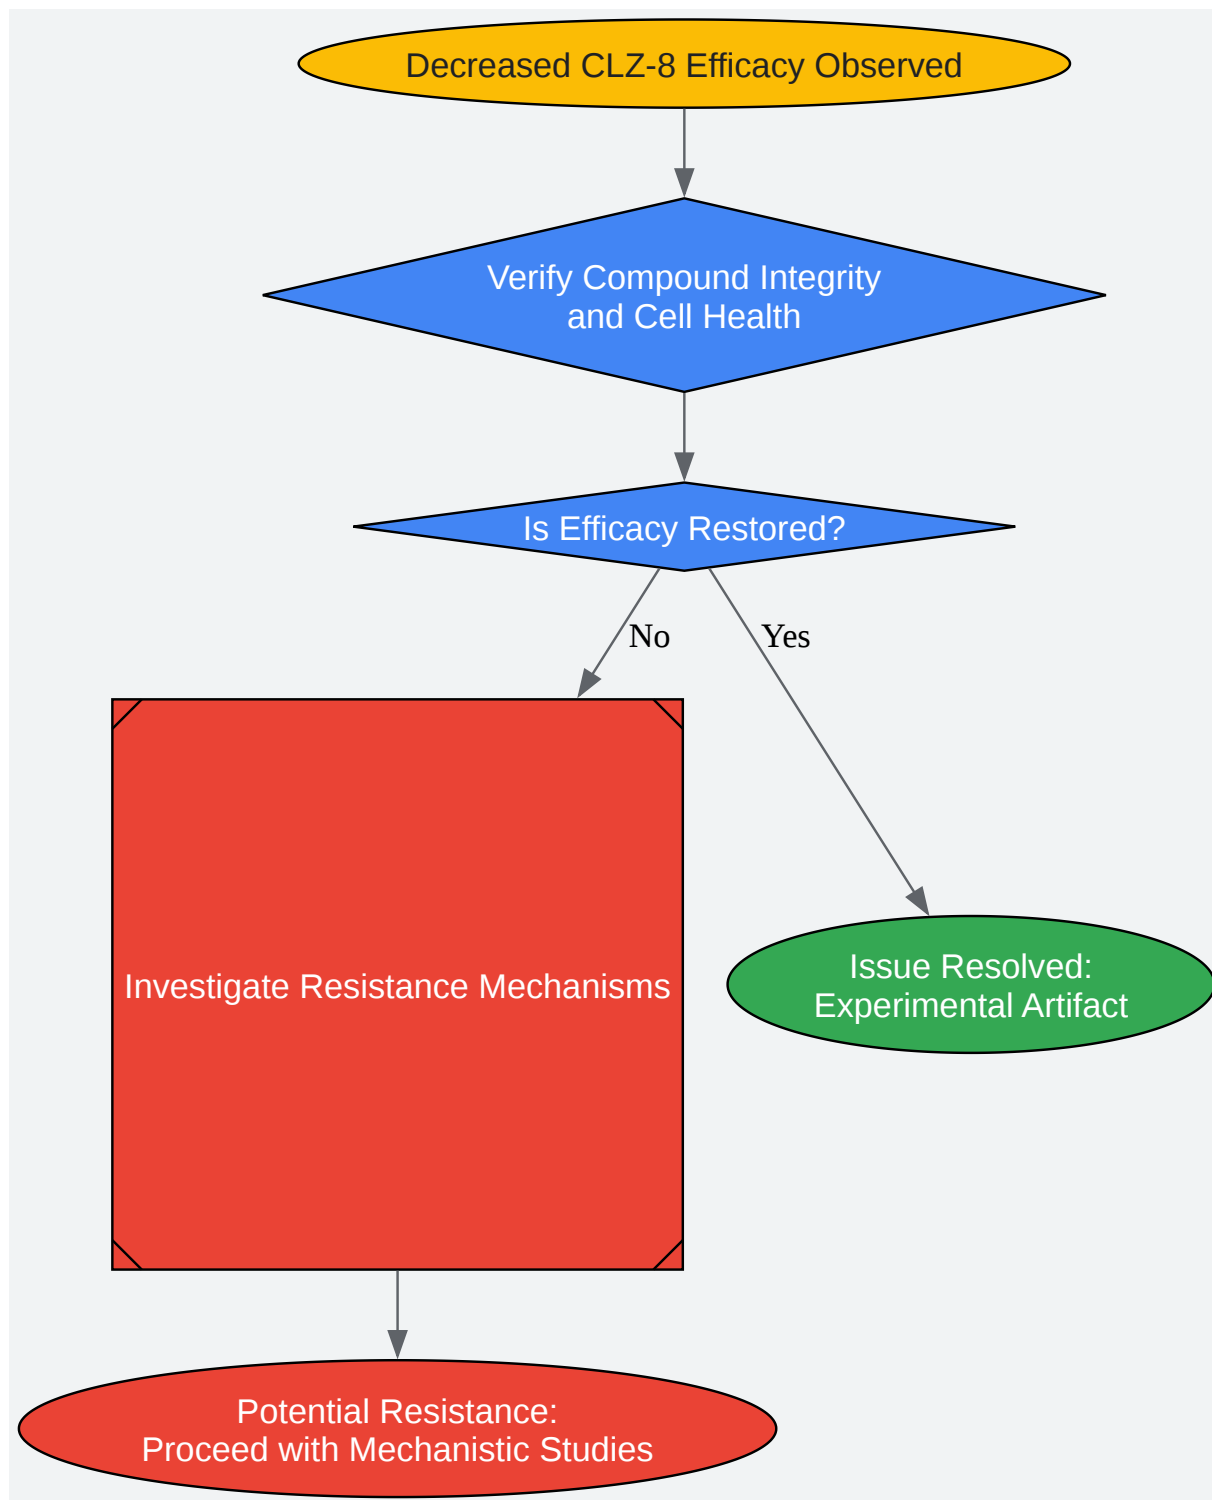 Decreased CLZ-8 Efficacy Observed
Verify Compound Integrity
and Cell Health
Is Efficacy Restored?
No
Yes
Investigate Resistance Mechanisms
Issue Resolved:
Experimental Artifact
Potential Resistance:
Proceed with Mechanistic Studies